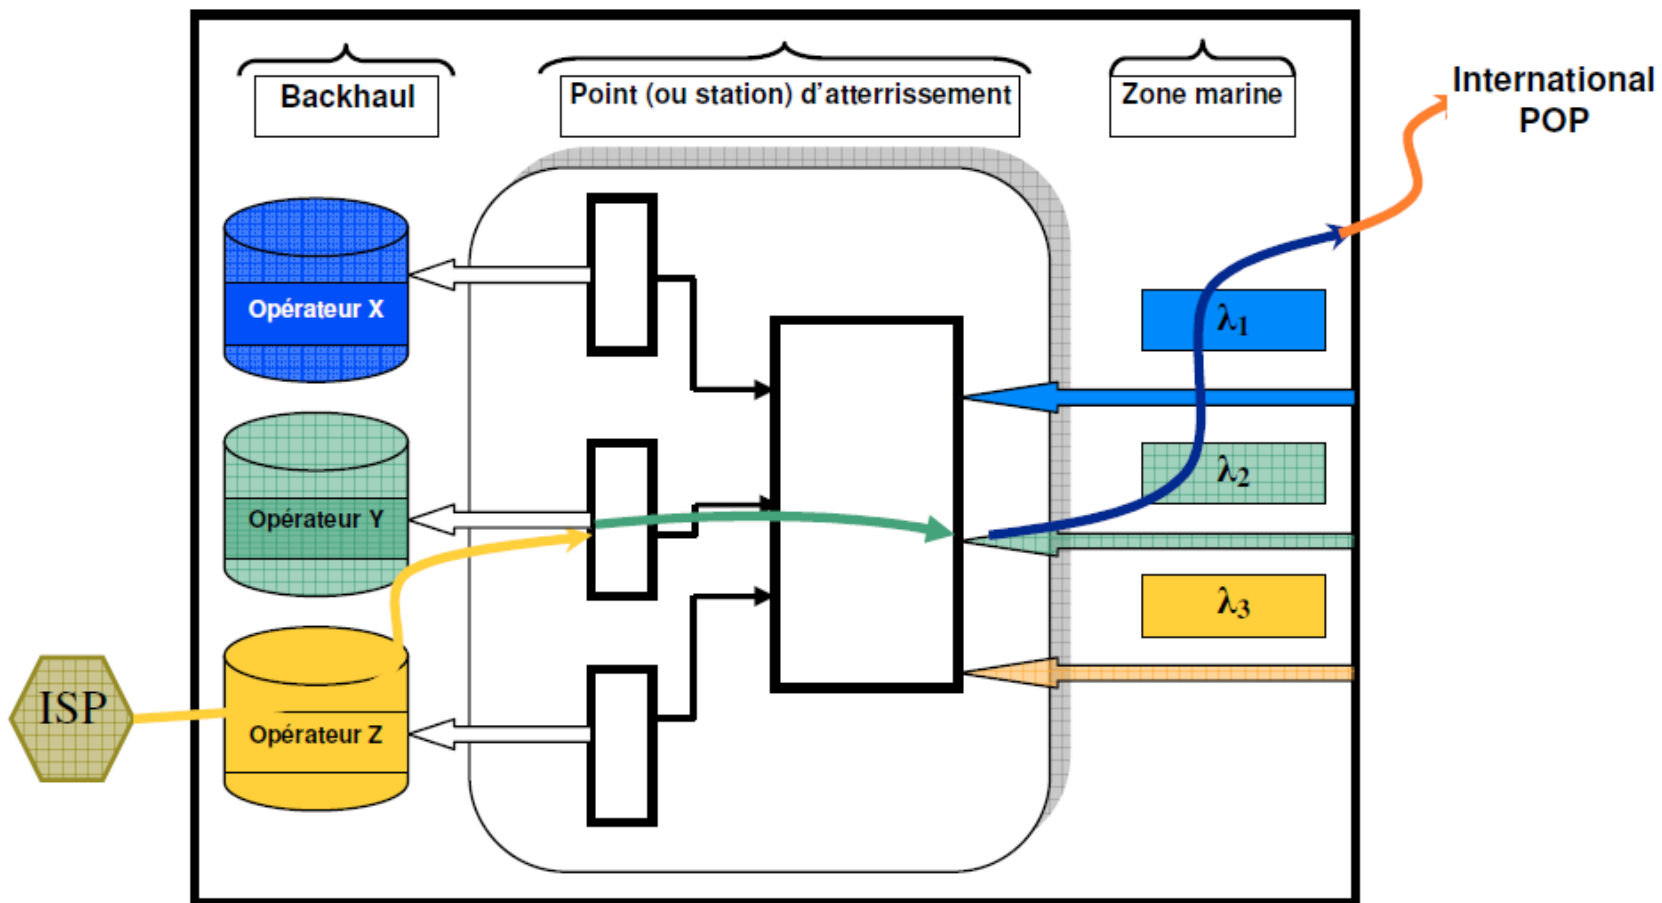 Backhaul
Point (ou station) d'atterrissement
Zone marine
International
POP
Opérateur X
λ1
Opérateur Y
λ2
λ3
ISP
Opérateur Z